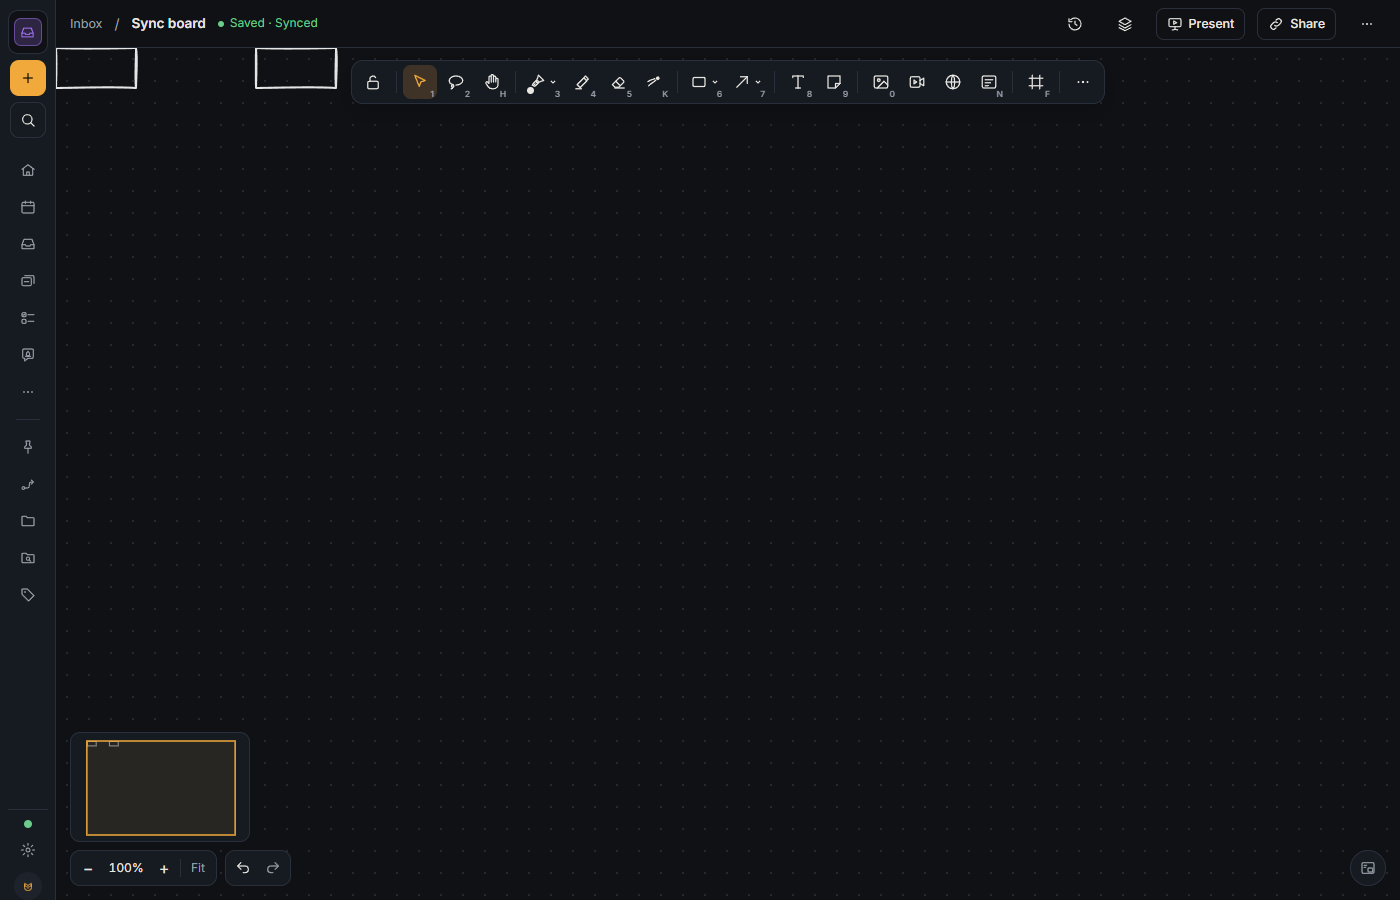 Inbox / Sync board Saved · Synced Present Share
1 2 H 3 4 5 K 6 7 8 9 0 N F
100% Fit